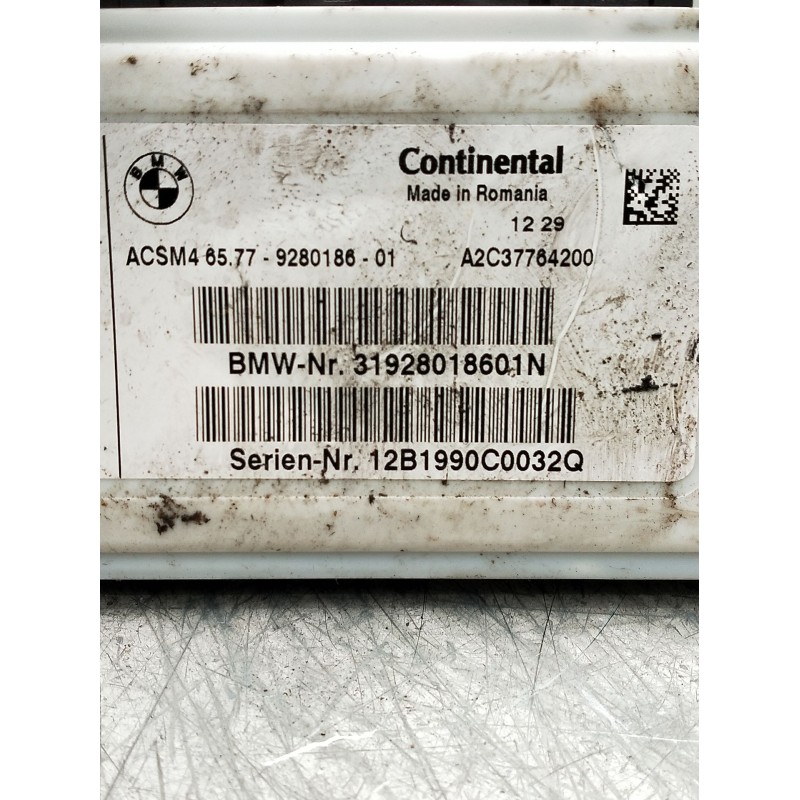 BMW
Continental
Made in Romania
12 29
ACSM4 65.77 - 9280186 - 01 A2C37764200
BMW-Nr. 31928018601N
Serien-Nr. 12B1990C0032Q